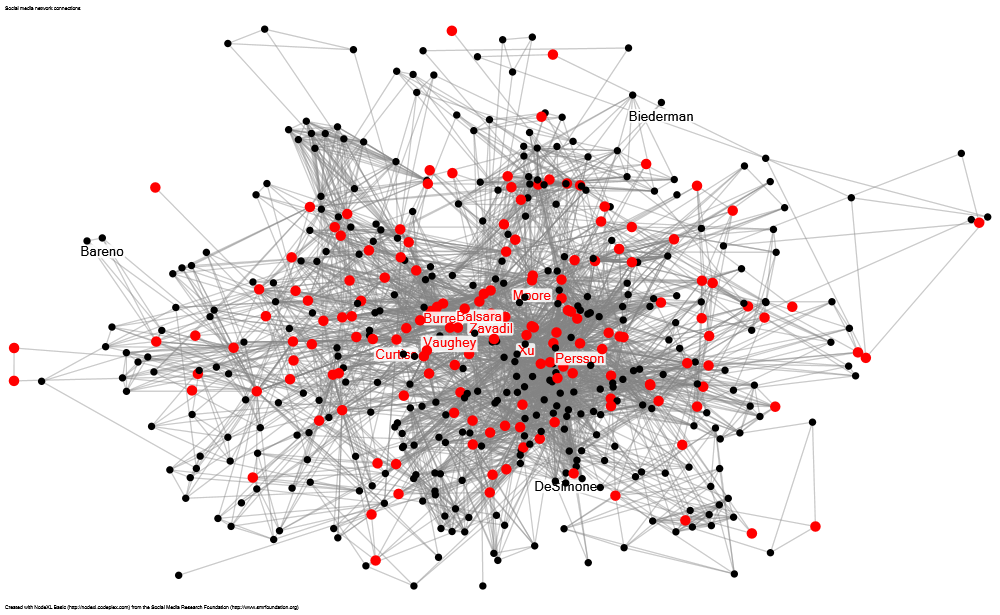 Social media network connections
Biederman
Bareno
Moore
Burre
Balsara
Zavadil
Vaughey
Xu
Curtis
Persson
DeSimone
Created with NodeXL Basic (http://nodexl.codeplex.com) from the Social Media Research Foundation (http://www.smrfoundation.org)